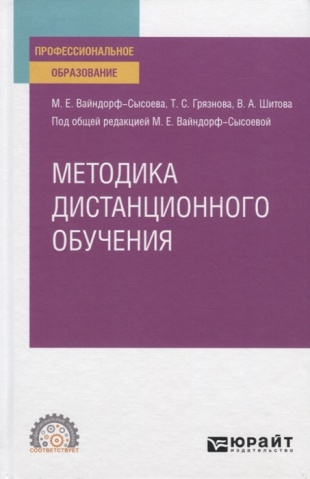 ПРОФЕССИОНАЛЬНОЕ
ОБРАЗОВАНИЕ
М. Е. Вайндорф–Сысоева, Т. С. Грязнова, В. А. Шитова
Под общей редакцией М. Е. Вайндорф–Сысоевой
МЕТОДИКА
ДИСТАНЦИОННОГО
ОБУЧЕНИЯ
СООТВЕТСТВУЕТ
ЮРАЙТ
издательство